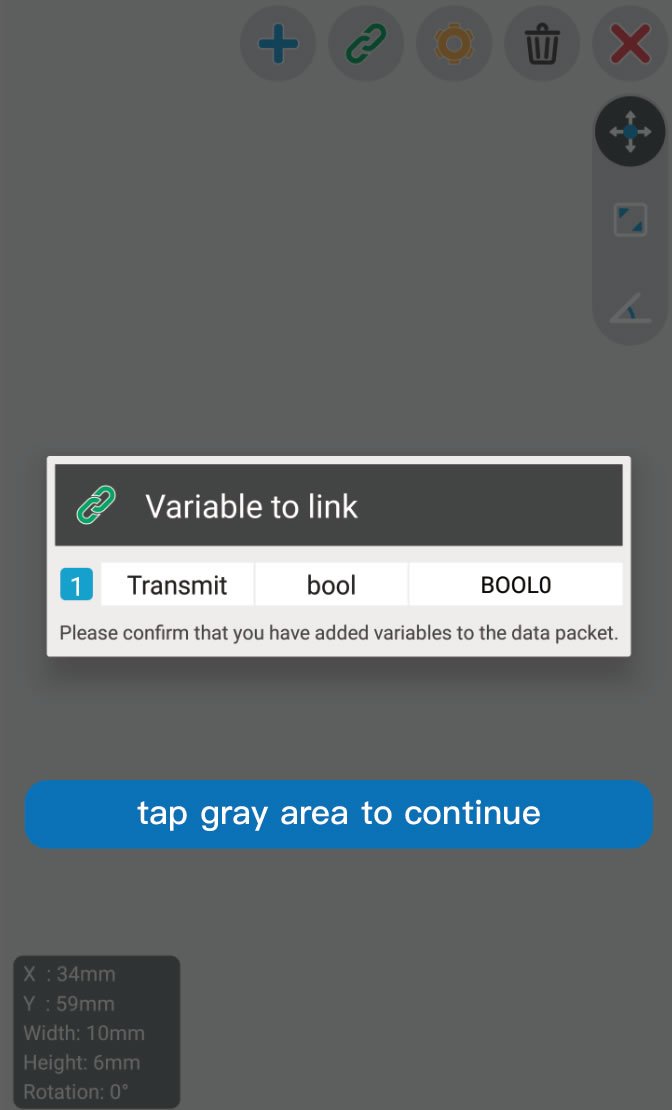 Variable to link
1 Transmit bool BOOL0
Please confirm that you have added variables to the data packet.
tap gray area to continue
X : 34mm
Y : 59mm
Width: 10mm
Height: 6mm
Rotation: 0°